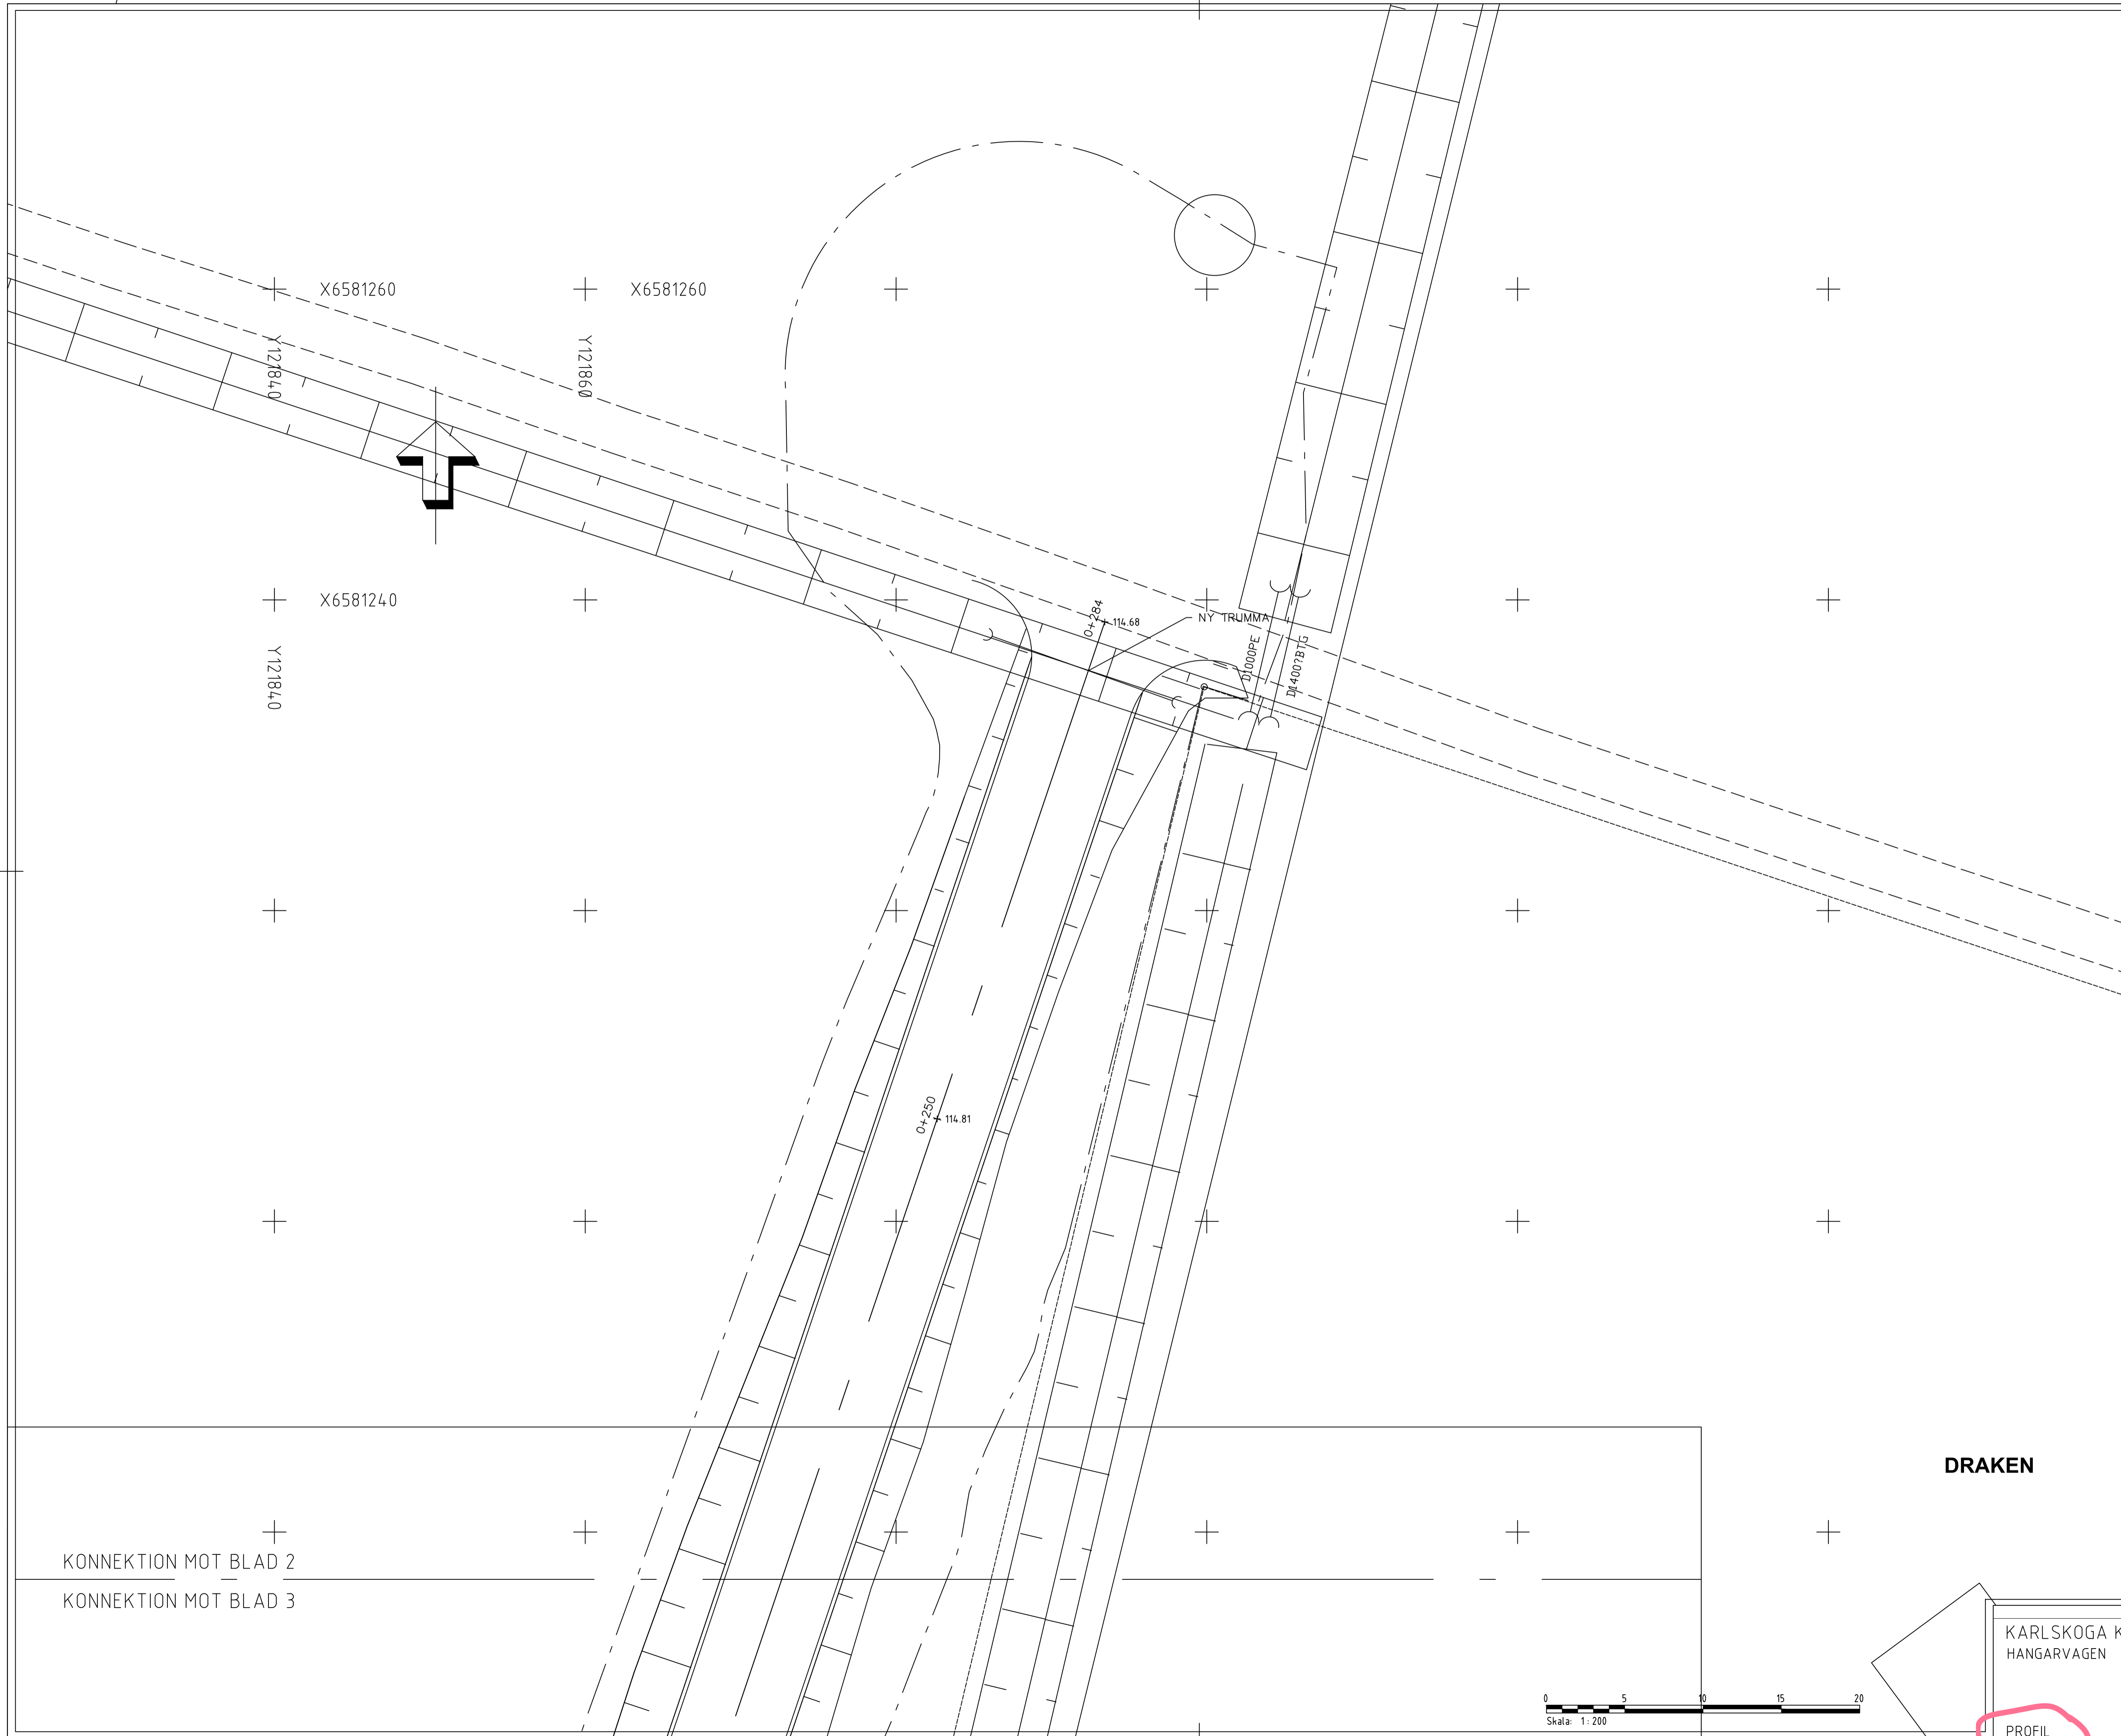 X6581260
X6581260
Y121840
Y121860
X6581240
0+284
114.68
NY TRUMMA
D1000PE
D1400?BTG
Y121840
0+250
114.81
DRAKEN
KONNEKTION MOT BLAD 2
KONNEKTION MOT BLAD 3
KARLSKOGA K
HANGARVAGEN
0 5 10 15 20
Skala: 1:200
PROFIL